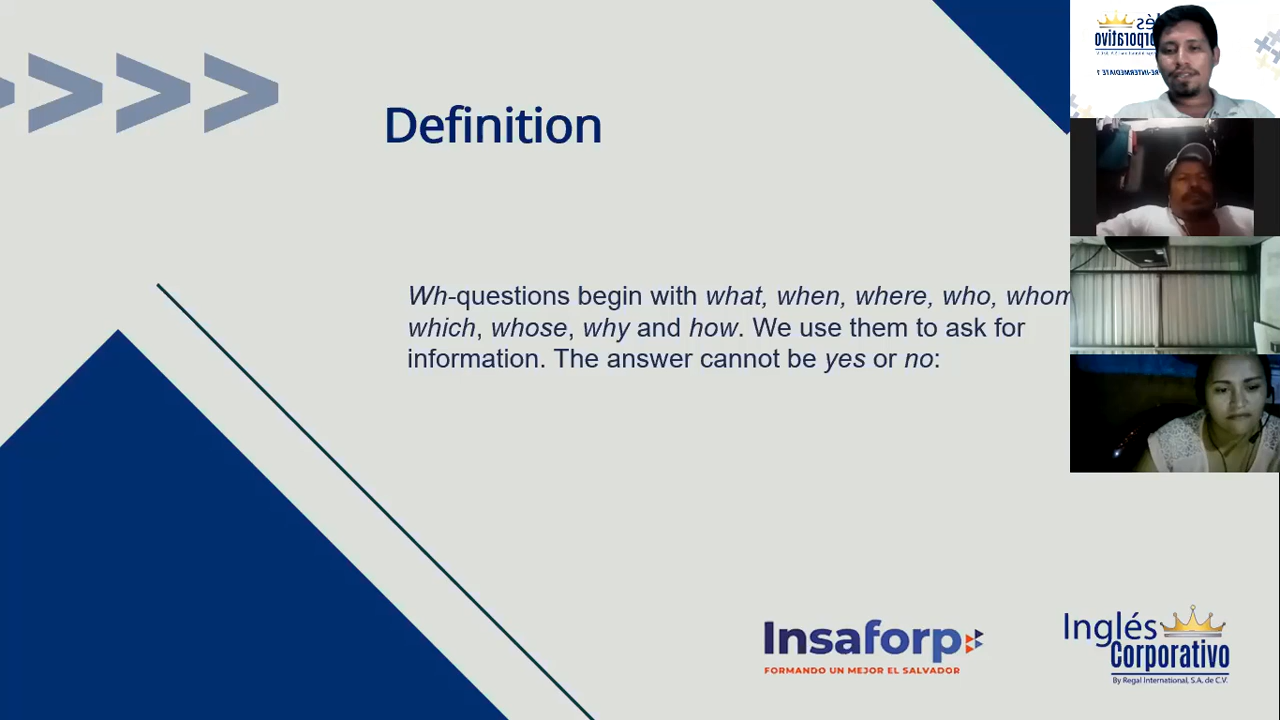 Definition
Wh-questions begin with what, when, where, who, whom
which, whose, why and how. We use them to ask for
information. The answer cannot be yes or no:
Insaforp
FORMANDO UN MEJOR EL SALVADOR
Inglés
Corporativo
By Regal International, S.A. de C.V.